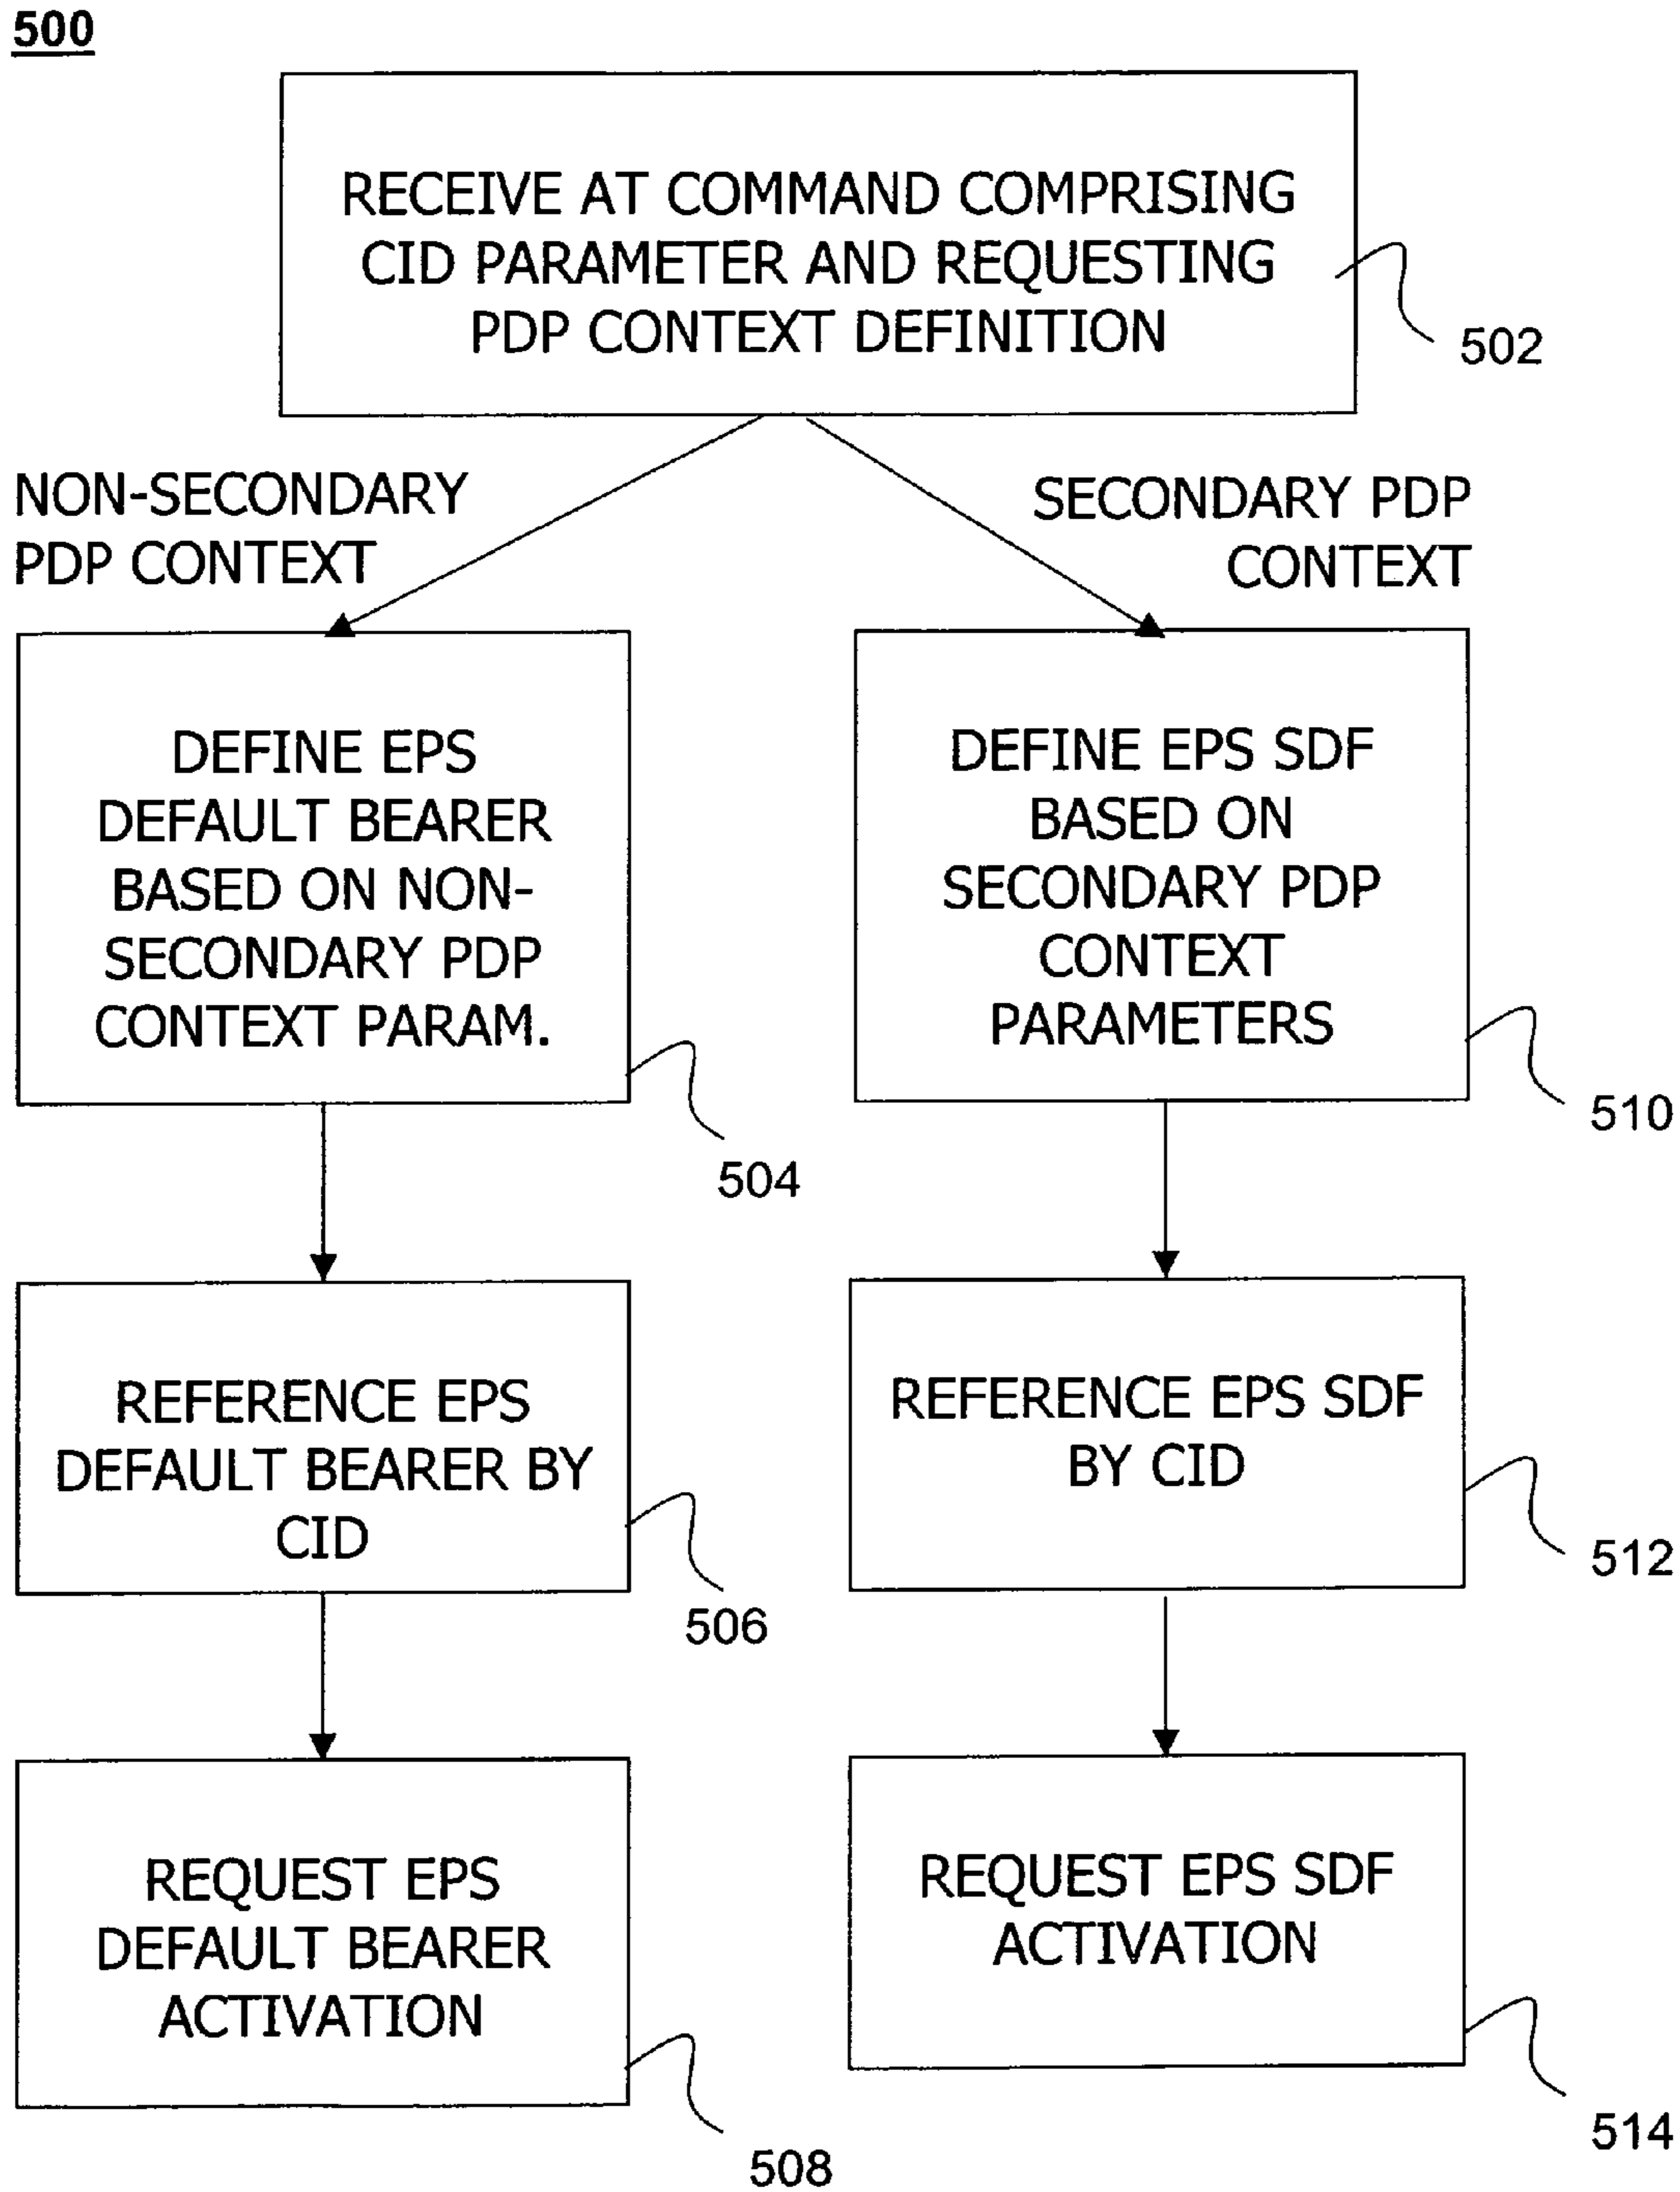 500
RECEIVE AT COMMAND COMPRISING
CID PARAMETER AND REQUESTING
PDP CONTEXT DEFINITION
502
NON-SECONDARY
PDP CONTEXT
SECONDARY PDP
CONTEXT
DEFINE EPS
DEFAULT BEARER
BASED ON NON-
SECONDARY PDP
CONTEXT PARAM.
504
DEFINE EPS SDF
BASED ON
SECONDARY PDP
CONTEXT
PARAMETERS
510
REFERENCE EPS
DEFAULT BEARER BY
CID
506
REFERENCE EPS SDF
BY CID
512
REQUEST EPS
DEFAULT BEARER
ACTIVATION
508
REQUEST EPS SDF
ACTIVATION
514